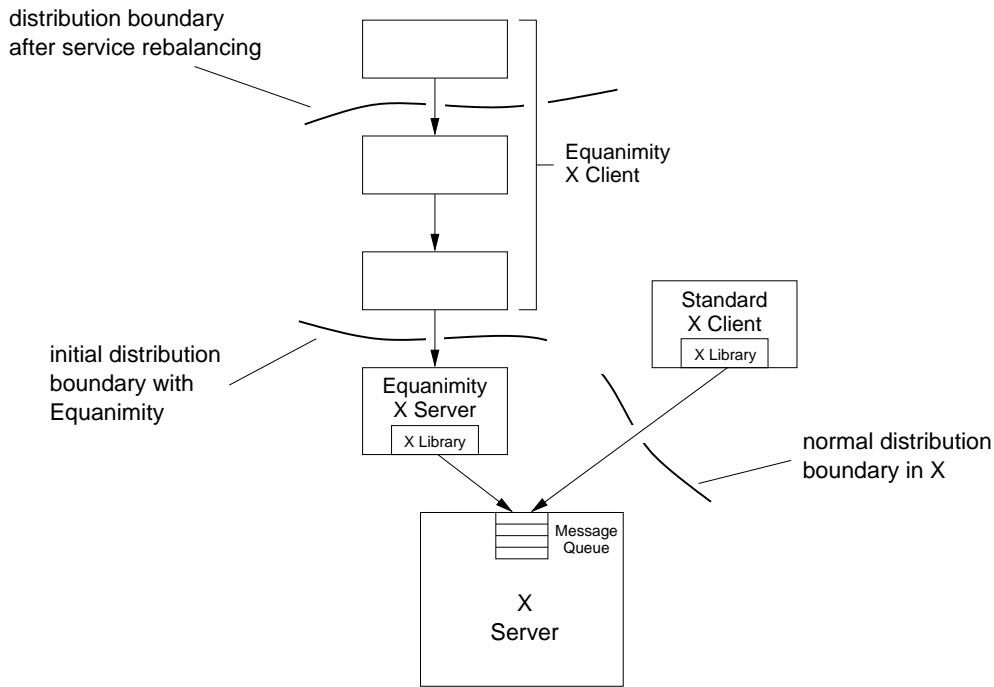 distribution boundary
after service rebalancing
Equanimity
X Client
Standard
X Client
X Library
initial distribution
boundary with
Equanimity
Equanimity
X Server
X Library
normal distribution
boundary in X
Message
Queue
X
Server